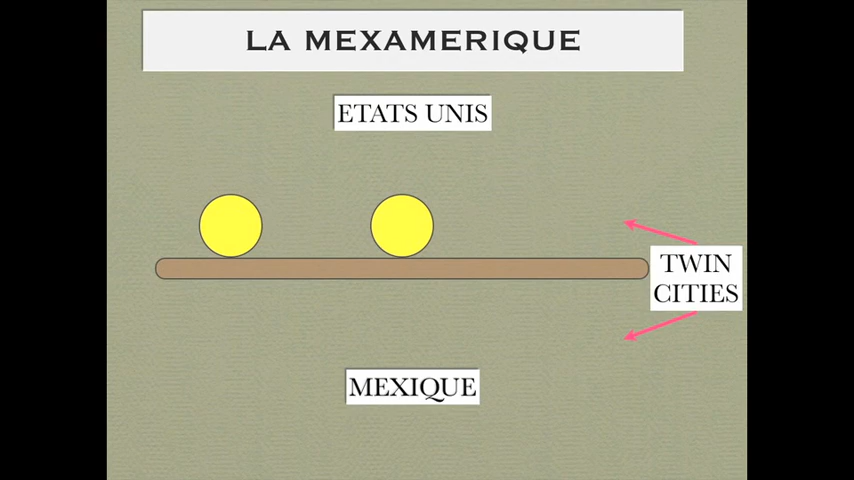 LA MEXAMERIQUE
ETATS UNIS
TWIN
CITIES
MEXIQUE